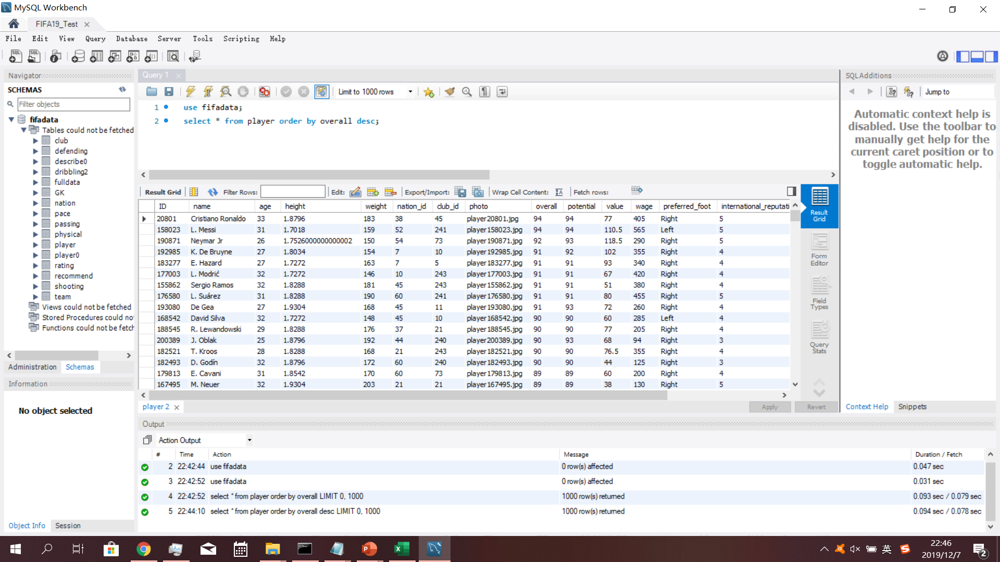 MySQL Workbench
FIFA19_Test
File Edit View Query Database Server Tools Scripting Help
Navigator
SCHEMAS
Filter objects
fifadata
Tables could not be fetched
club
defending
describe0
dribbling2
fulldata
GK
nation
pace
passing
physical
player
player0
rating
recommend
shooting
team
Views could not be fetched
Stored Procedures could no
Functions could not be fetch
Administration Schemas
Information
No object selected
Object Info Session
Query 1
Limit to 1000 rows
1 use fifadata;
2 select * from player order by overall desc;
Result Grid Filter Rows: Edit: Export/Import: Wrap Cell Content: Fetch rows:
ID name age height weight nation_id club_id photo overall potential value wage preferred_foot international_reputati
20801 Cristiano Ronaldo 33 1.8796 183 38 45 player20801.jpg 94 94 77 405 Right 5
158023 L. Messi 31 1.7018 159 52 241 player158023.jpg 94 94 110.5 565 Left 5
190871 Neymar Jr 26 1.7526000000000002 150 54 73 player190871.jpg 92 93 118.5 290 Right 5
192985 K. De Bruyne 27 1.8034 154 7 10 player192985.jpg 91 92 102 355 Right 4
183277 E. Hazard 27 1.7272 163 7 5 player183277.jpg 91 91 93 340 Right 4
177003 L. Modrić 32 1.7272 146 10 243 player177003.jpg 91 91 67 420 Right 4
155862 Sergio Ramos 32 1.8288 181 45 243 player155862.jpg 91 91 51 380 Right 4
176580 L. Suárez 31 1.8288 190 60 241 player176580.jpg 91 91 80 455 Right 5
193080 De Gea 27 1.9304 168 45 11 player193080.jpg 91 93 72 260 Right 4
168542 David Silva 32 1.7272 148 45 10 player168542.jpg 90 90 60 285 Left 4
188545 R. Lewandowski 29 1.8288 176 37 21 player188545.jpg 90 90 77 205 Right 4
200389 J. Oblak 25 1.8796 192 44 240 player200389.jpg 90 93 68 94 Right 3
182521 T. Kroos 28 1.8288 168 21 243 player182521.jpg 90 90 76.5 355 Right 4
182493 D. Godín 32 1.8796 172 60 240 player182493.jpg 90 90 44 125 Right 3
179813 E. Cavani 31 1.8542 170 60 73 player179813.jpg 89 89 60 200 Right 4
167495 M. Neuer 32 1.9304 203 21 21 player167495.jpg 89 89 38 130 Right 5
Result Grid
Form Editor
Field Types
Query Stats
player 2 Apply Revert
SQLAdditions
Jump to
Automatic context help is
disabled. Use the toolbar to
manually get help for the
current caret position or to
toggle automatic help.
Context Help Snippets
Output
Action Output
# Time Action Message Duration / Fetch
2 22:42:44 use fifadata 0 row(s) affected 0.047 sec
3 22:42:52 use fifadata 0 row(s) affected 0.031 sec
4 22:42:52 select * from player order by overall LIMIT 0, 1000 1000 row(s) returned 0.093 sec / 0.079 sec
5 22:44:10 select * from player order by overall desc LIMIT 0, 1000 1000 row(s) returned 0.094 sec / 0.078 sec
英
22:46
2019/12/7
2